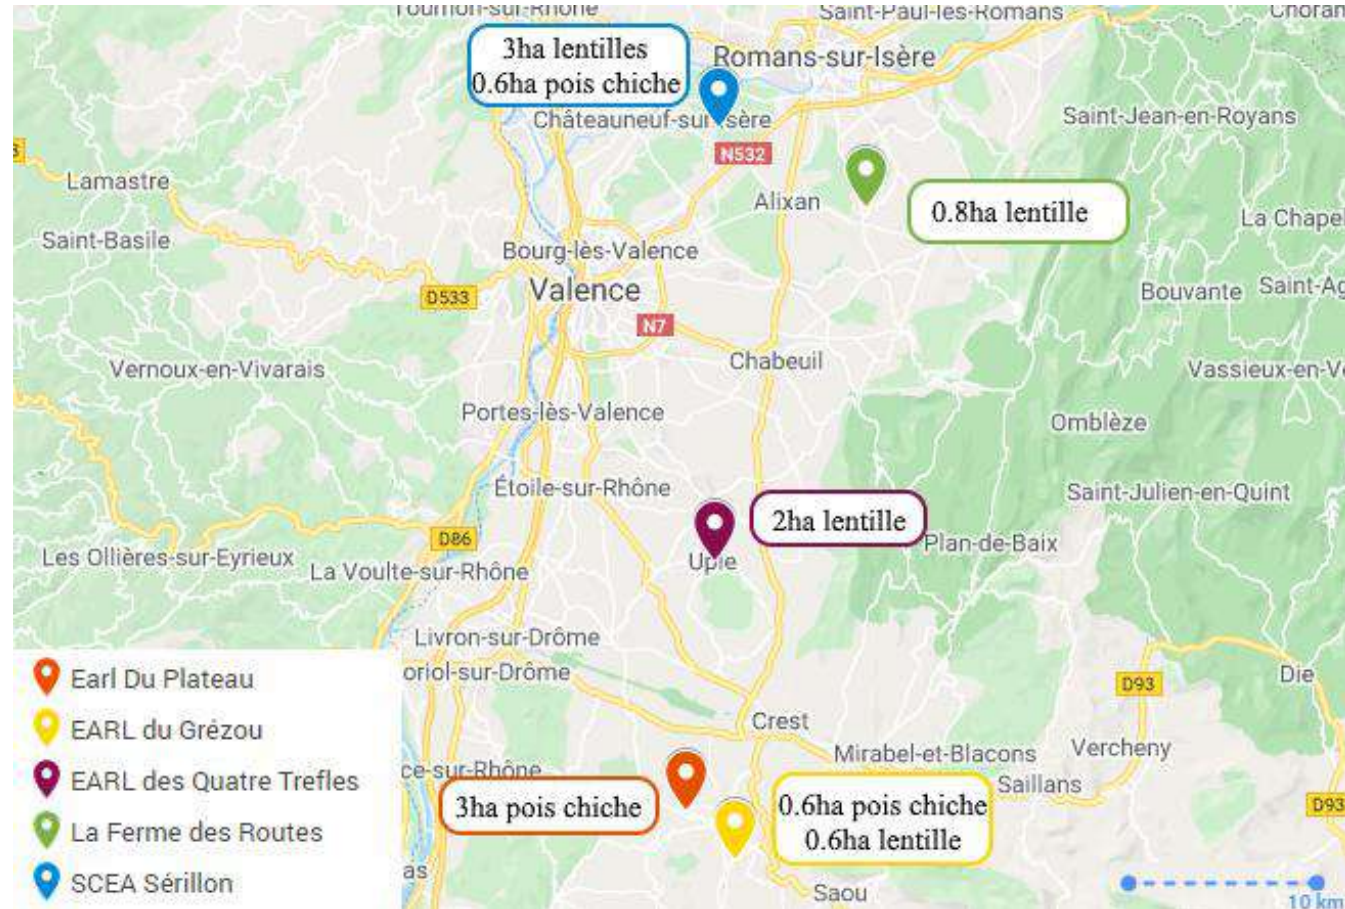 Tournon-sur-Rhône
Saint-Paul-lès-Romans
3ha lentilles
0.6ha pois chiche
Romans-sur-Isère
Châteauneuf-sur-Isère
Saint-Jean-en-Royans
N532
Lamastre
Alixan
0.8ha lentille
La Chapel
Saint-Basile
Bourg-lès-Valence
Valence
D533
Bouvante
Saint-Ag
N7
Vernoux-en-Vivarais
Chabeuil
Vassieux-en-Ve
Portes-lès-Valence
Omblèze
Étoile-sur-Rhône
Saint-Julien-en-Quint
2ha lentille
D86
Plan-de-Baix
Les Ollières-sur-Eyrieux
La Voulte-sur-Rhône
Upie
Livron-sur-Drôme
oriol-sur-Drôme
Die
D93
Crest
Mirabel-et-Blacons
Vercheny
ce-sur-Rhône
Saillans
3ha pois chiche
0.6ha pois chiche
0.6ha lentille
D93
as
Saou
10 km
Earl Du Plateau
EARL du Grézou
EARL des Quatre Trefles
La Ferme des Routes
SCEA Sérillon